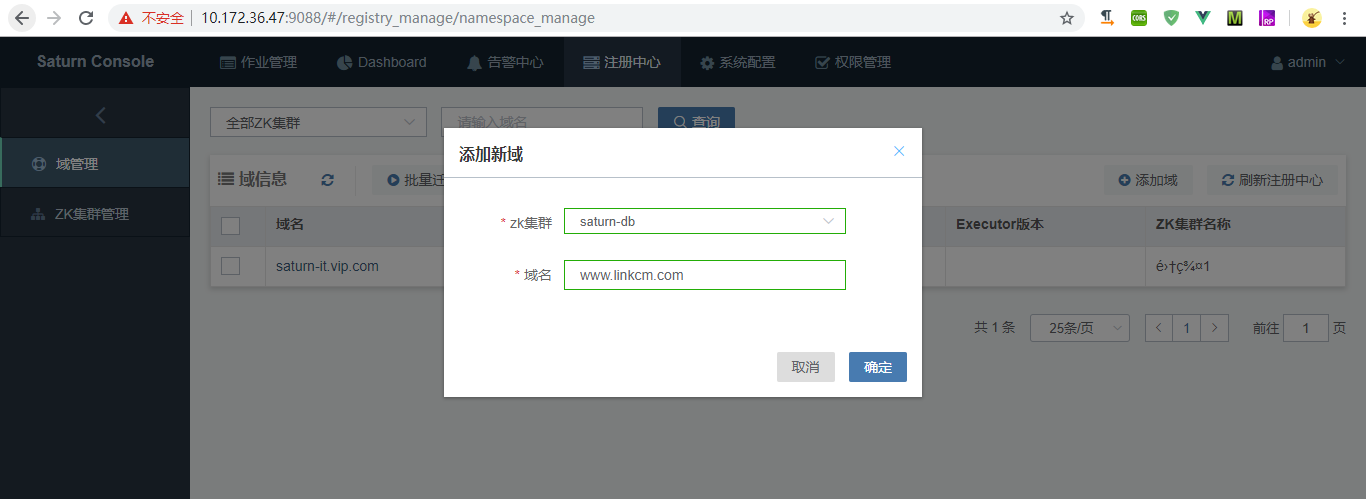 不安全 | 10.172.36.47:9088/#/registry_manage/namespace_manage
CORS
M
RP
Saturn Console
作业管理
Dashboard
告警中心
注册中心
系统配置
权限管理
admin
域管理
ZK集群管理
全部ZK集群
请输入域名
查询
域信息
批量迁
添加域
刷新注册中心
域名
Executor版本
ZK集群名称
saturn-it.vip.com
é›†ç¾¤1
添加新域
* zk集群
saturn-db
* 域名
www.linkcm.com
取消
确定
共 1 条
25条/页
1
前往 1 页